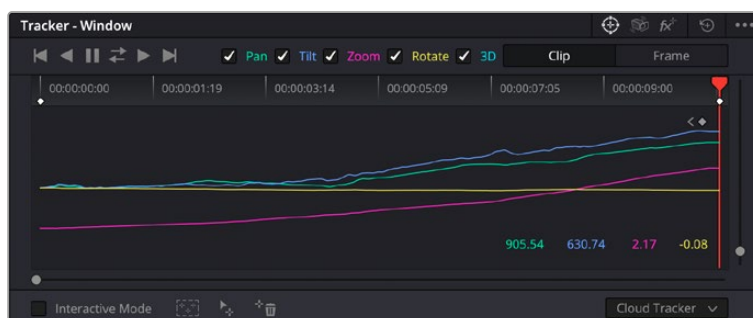 Tracker - Window
Pan Tilt Zoom Rotate 3D Clip Frame
00:00:00:00 00:00:01:19 00:00:03:14 00:00:05:09 00:00:07:05 00:00:09:00
905.54 630.74 2.17 -0.08
Interactive Mode Cloud Tracker